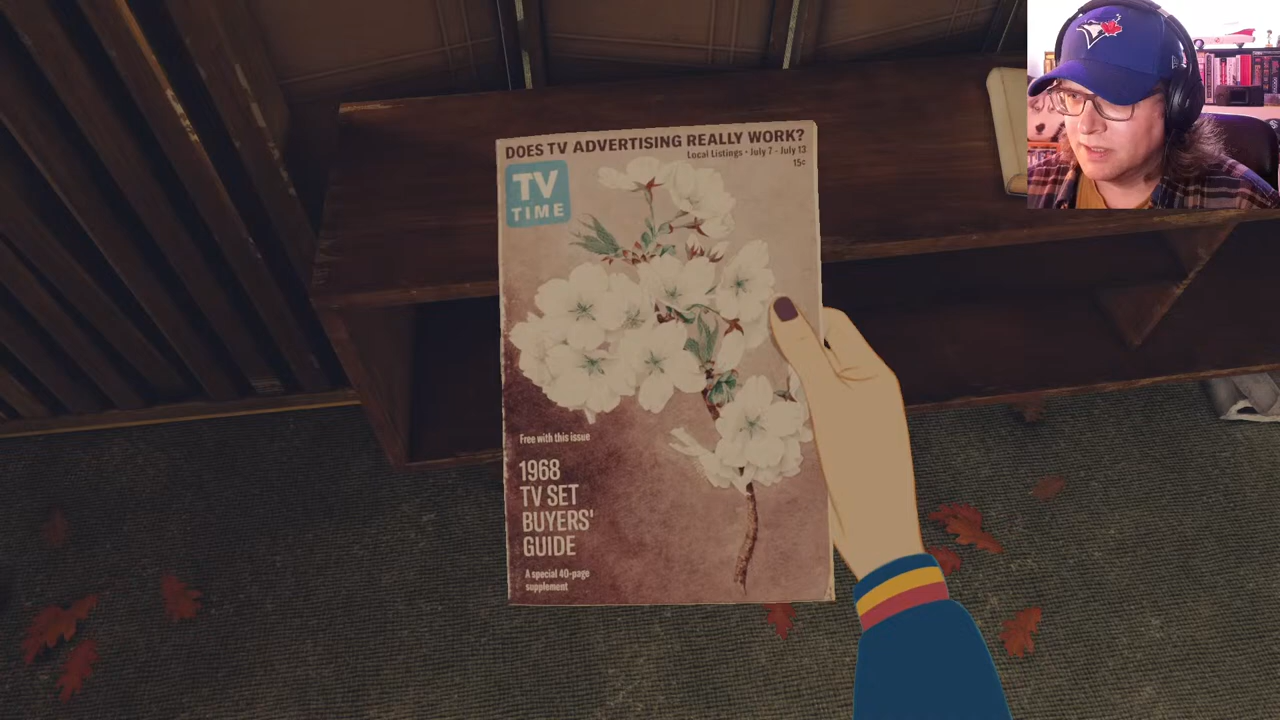 DOES TV ADVERTISING REALLY WORK?
Local Listings • July 7 - July 13
15¢
TV
TIME
Free with this issue
1968
TV SET
BUYERS'
GUIDE
A special 40-page
supplement